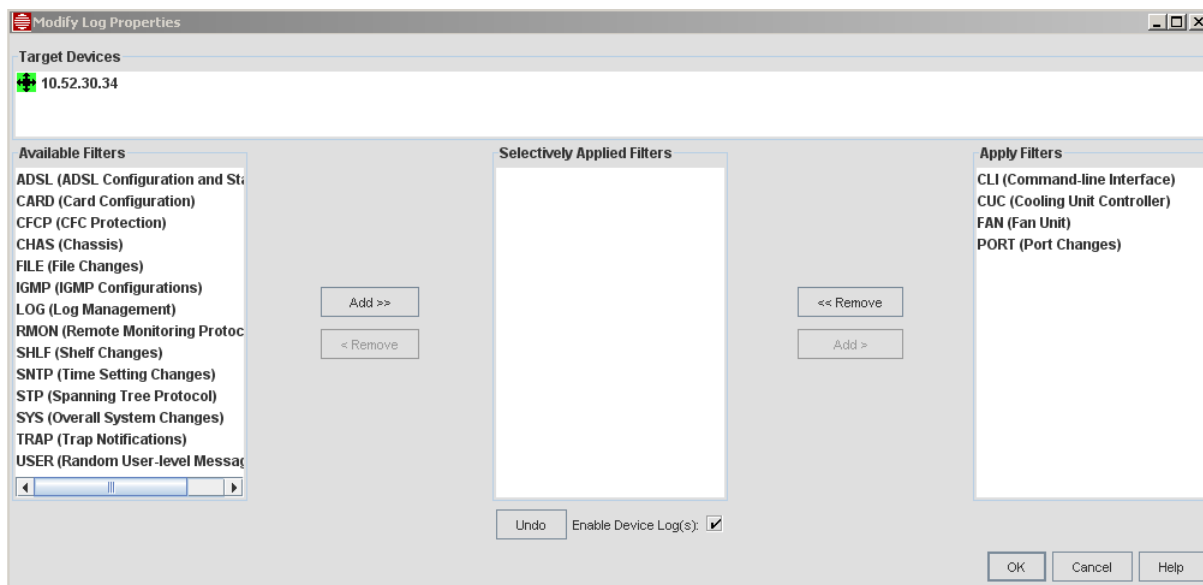 Modify Log Properties
Target Devices
10.52.30.34
Available Filters
ADSL (ADSL Configuration and Sta
CARD (Card Configuration)
CFCP (CFC Protection)
CHAS (Chassis)
FILE (File Changes)
IGMP (IGMP Configurations)
LOG (Log Management)
RMON (Remote Monitoring Protoc
SHLF (Shelf Changes)
SNTP (Time Setting Changes)
STP (Spanning Tree Protocol)
SYS (Overall System Changes)
TRAP (Trap Notifications)
USER (Random User-level Messag
Add >>
< Remove
Selectively Applied Filters
Undo
Enable Device Log(s):
<< Remove
Add >
Apply Filters
CLI (Command-line Interface)
CUC (Cooling Unit Controller)
FAN (Fan Unit)
PORT (Port Changes)
OK
Cancel
Help